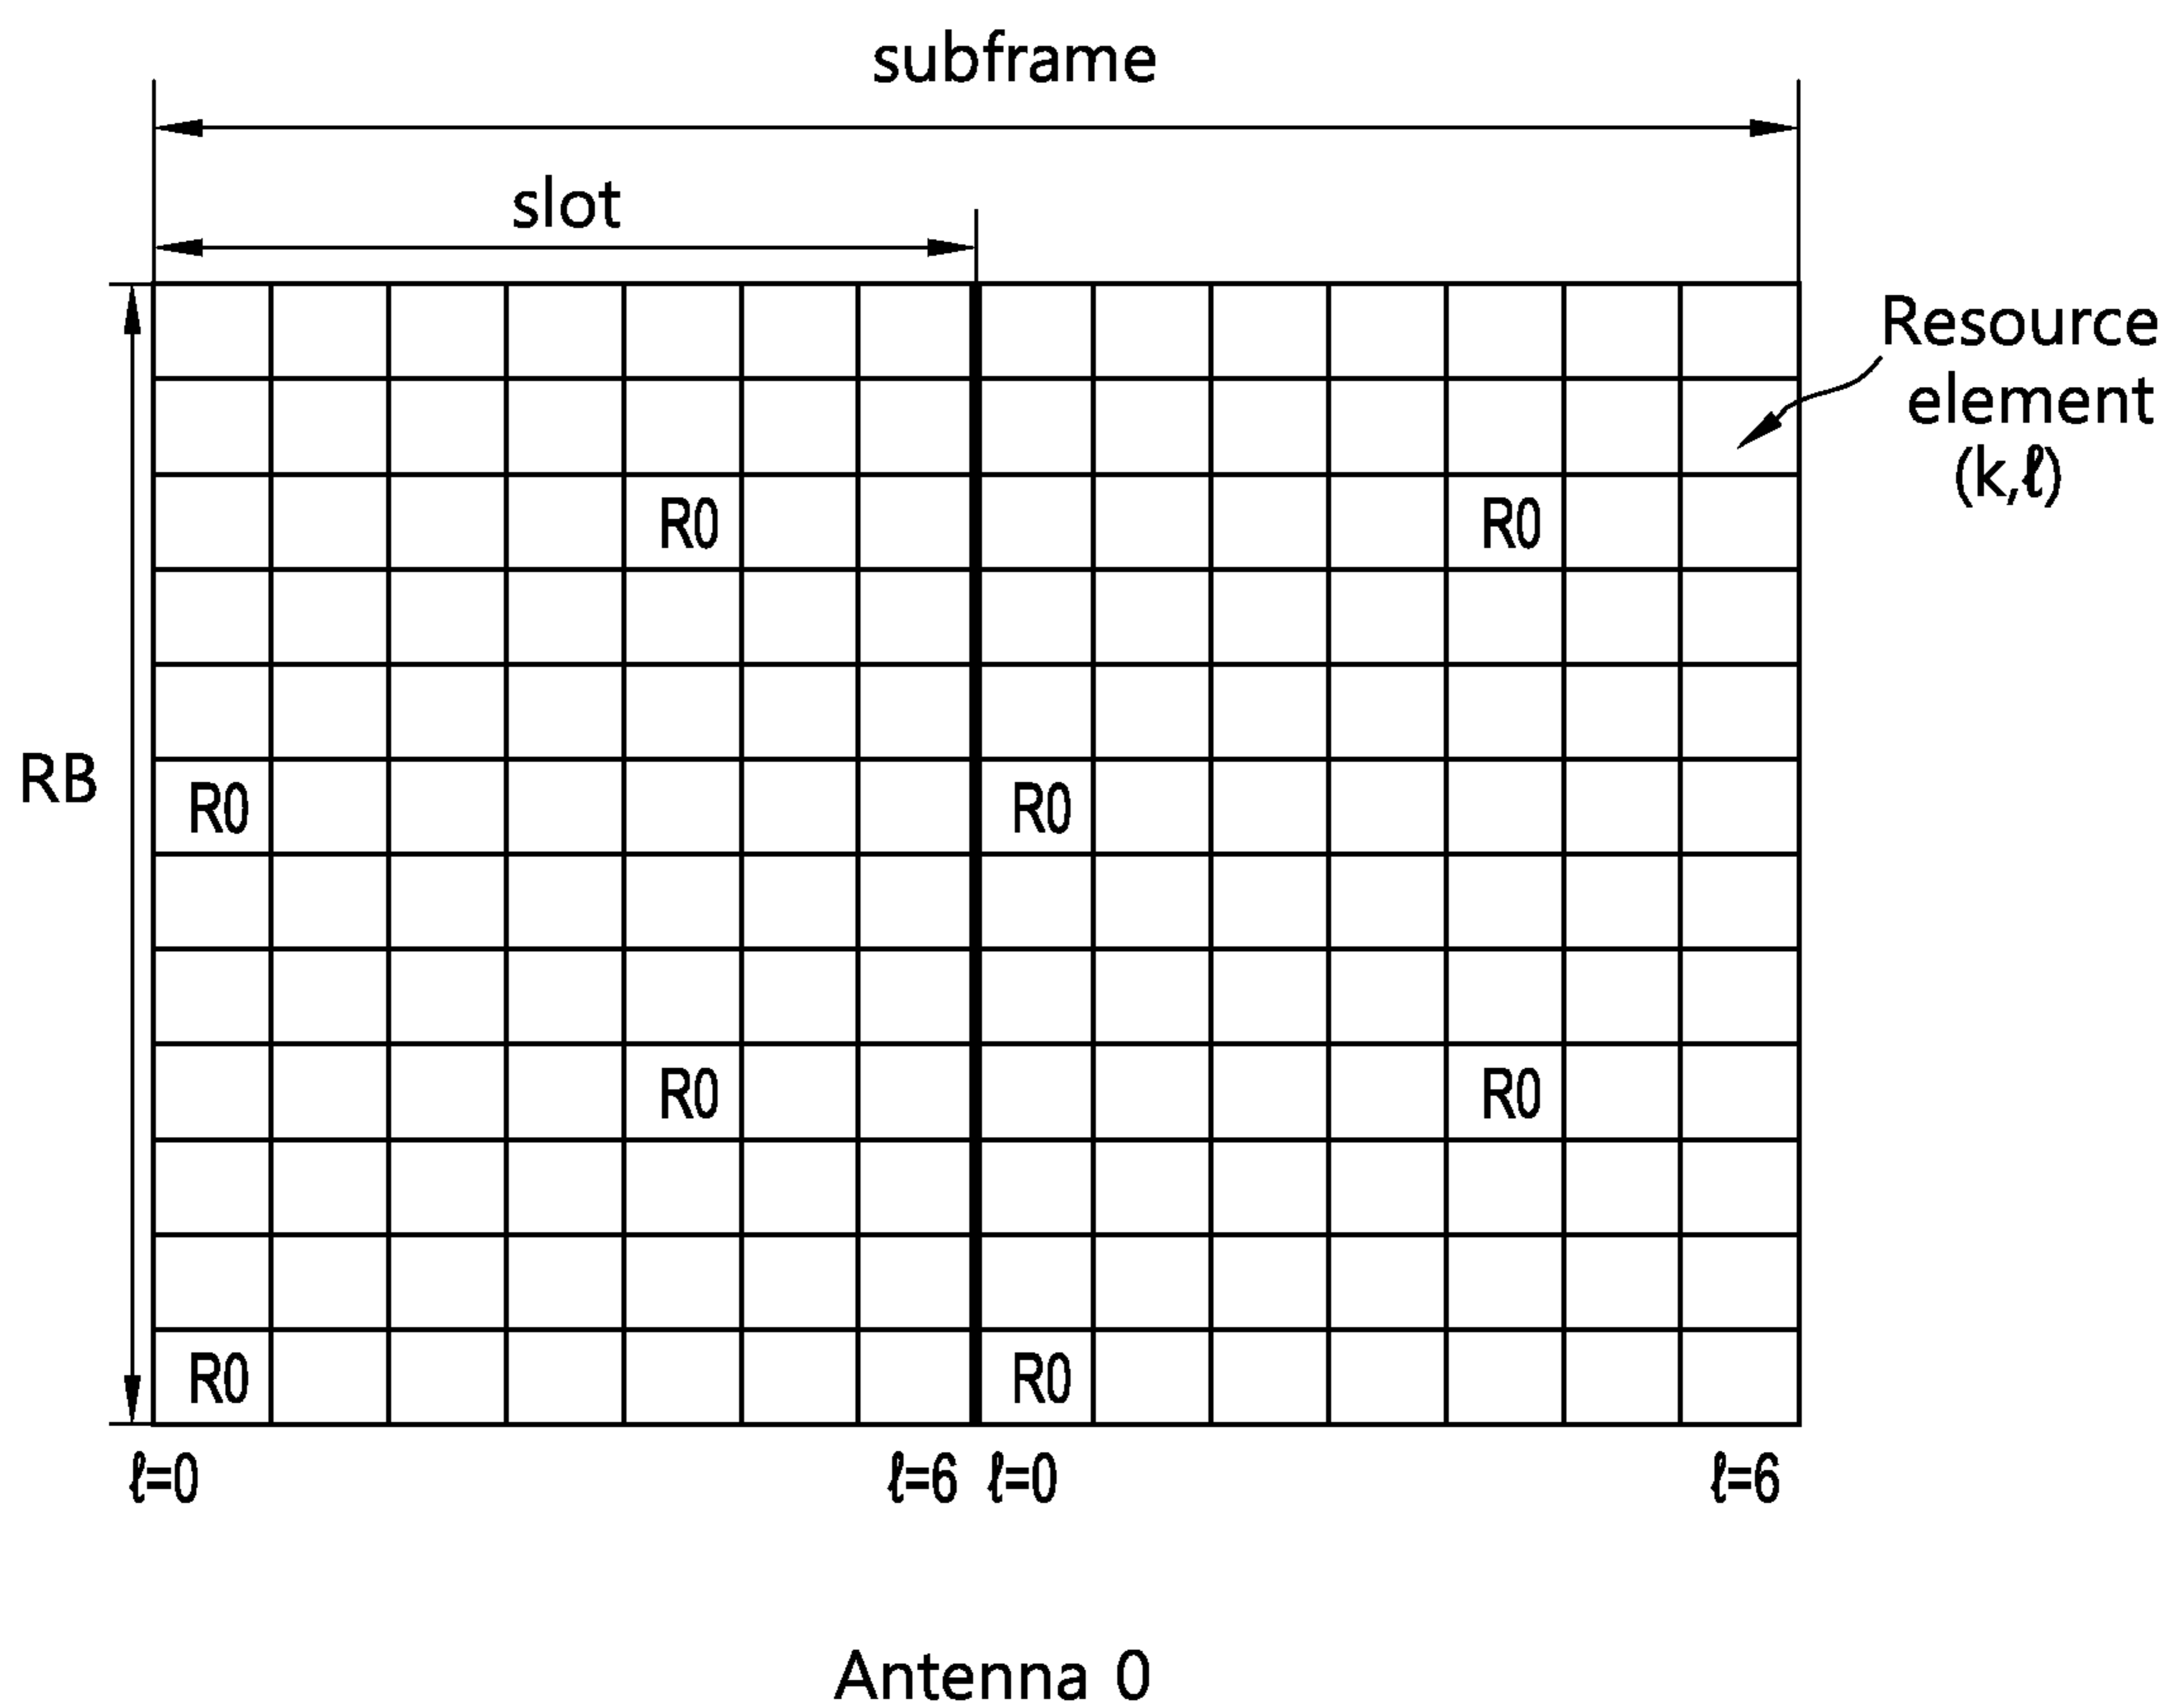 subframe
slot
Resource
element
(k,ℓ)
R0 R0
RB
R0 R0
R0 R0
R0 R0
ℓ=0 ℓ=6 ℓ=0 ℓ=6
Antenna 0